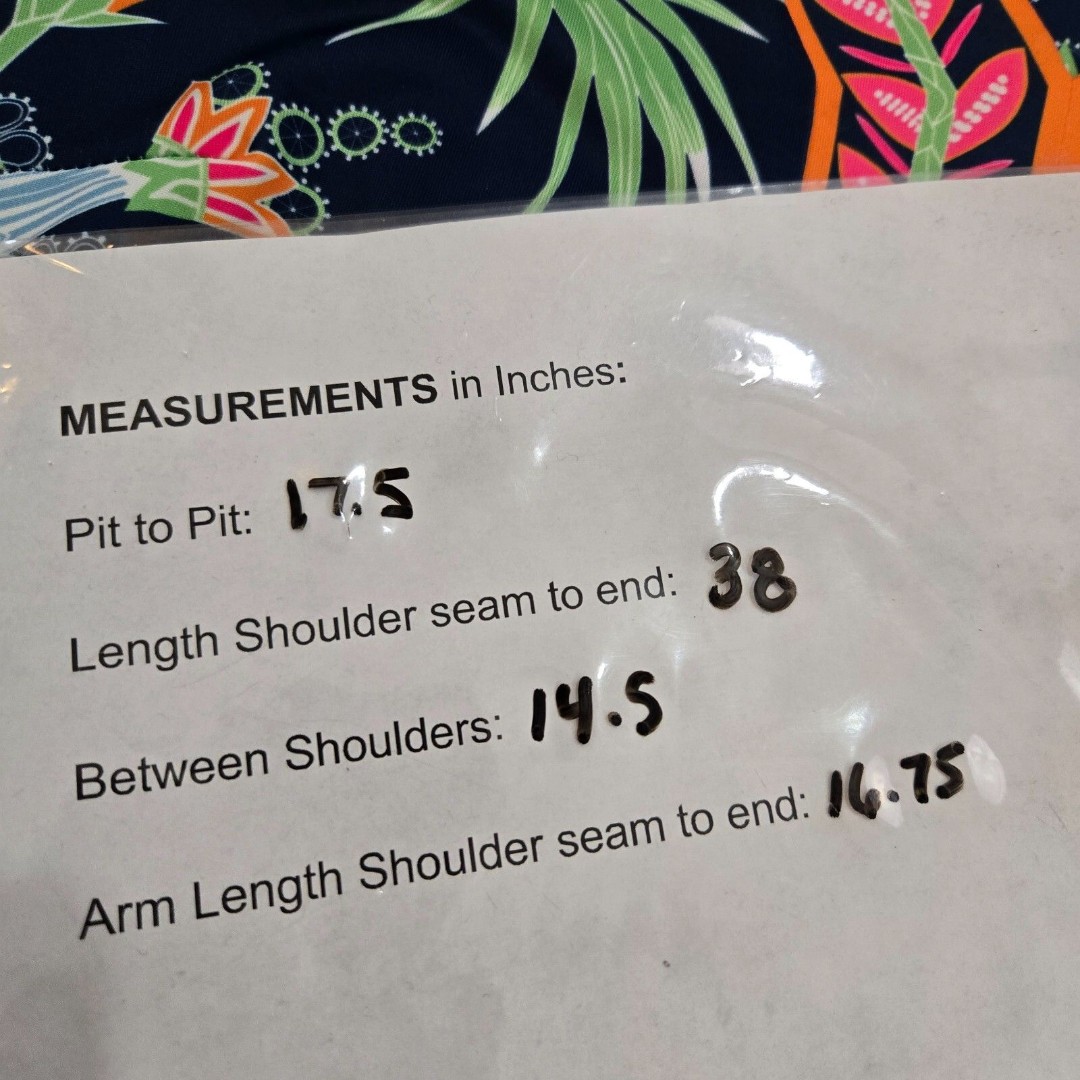 MEASUREMENTS in Inches:
Pit to Pit: 17.5
Length Shoulder seam to end: 38
Between Shoulders: 14.5
Arm Length Shoulder seam to end: 16.75